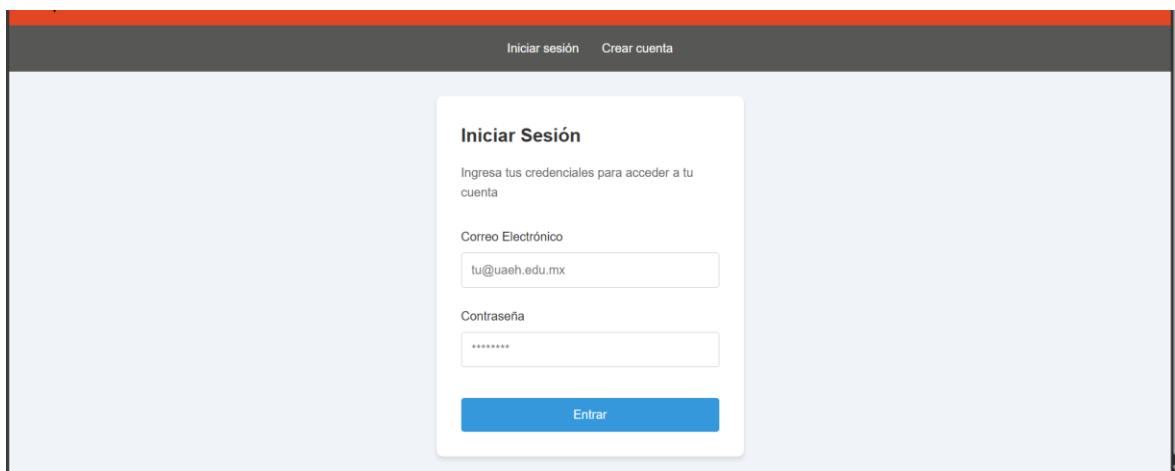 Iniciar sesión Crear cuenta
Iniciar Sesión
Ingresa tus credenciales para acceder a tu
cuenta
Correo Electrónico
tu@uaeh.edu.mx
Contraseña
********
Entrar